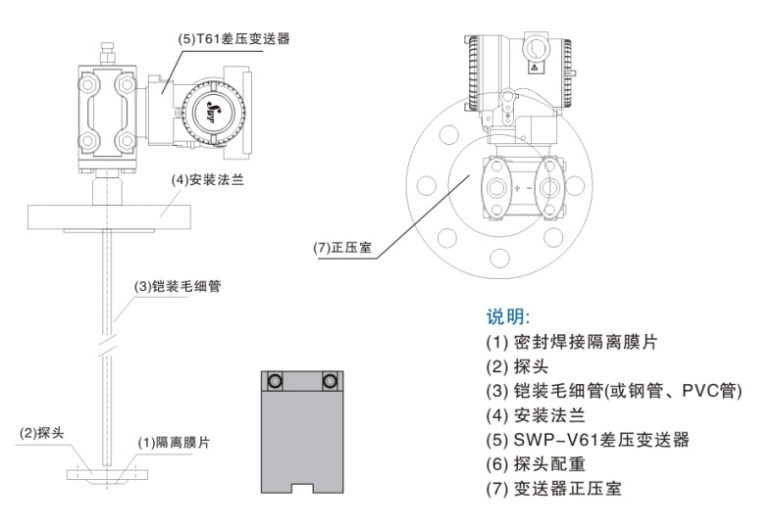 (5)T61差压变送器
SWP
(4)安装法兰
(7)正压室
(3)铠装毛细管
(2)探头
(1)隔离膜片
+ −
说明:
(1) 密封焊接隔离膜片
(2) 探头
(3) 铠装毛细管(或钢管、PVC管)
(4) 安装法兰
(5) SWP−V61差压变送器
(6) 探头配重
(7) 变送器正压室